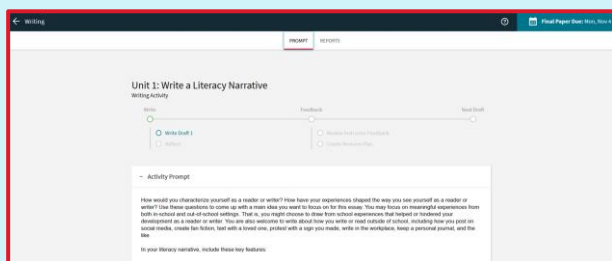 Writing
Final Paper Due: Mon, Nov 4
PROMPT REPORTS
Unit 1: Write a Literacy Narrative
Writing Activity
Write Feedback Next Draft
Write Draft 1 Review Instructor Feedback
Reflect Create Revision Plan
Activity Prompt
How would you characterize yourself as a reader or writer? How have your experiences shaped the way you see yourself as a reader or
writer? Use these questions to come up with a main idea you want to focus on for this essay. You may focus on meaningful experiences from
both in-school and out-of-school settings. That is, you might choose to draw from school experiences that helped or hindered your
development as a reader or writer. You are also welcome to write about how you write or read outside of school, including how you post on
social media, create fan fiction, text with a loved one, protest with a sign you made, write in the workplace, keep a personal journal, and the
like.
In your literacy narrative, include these key features: